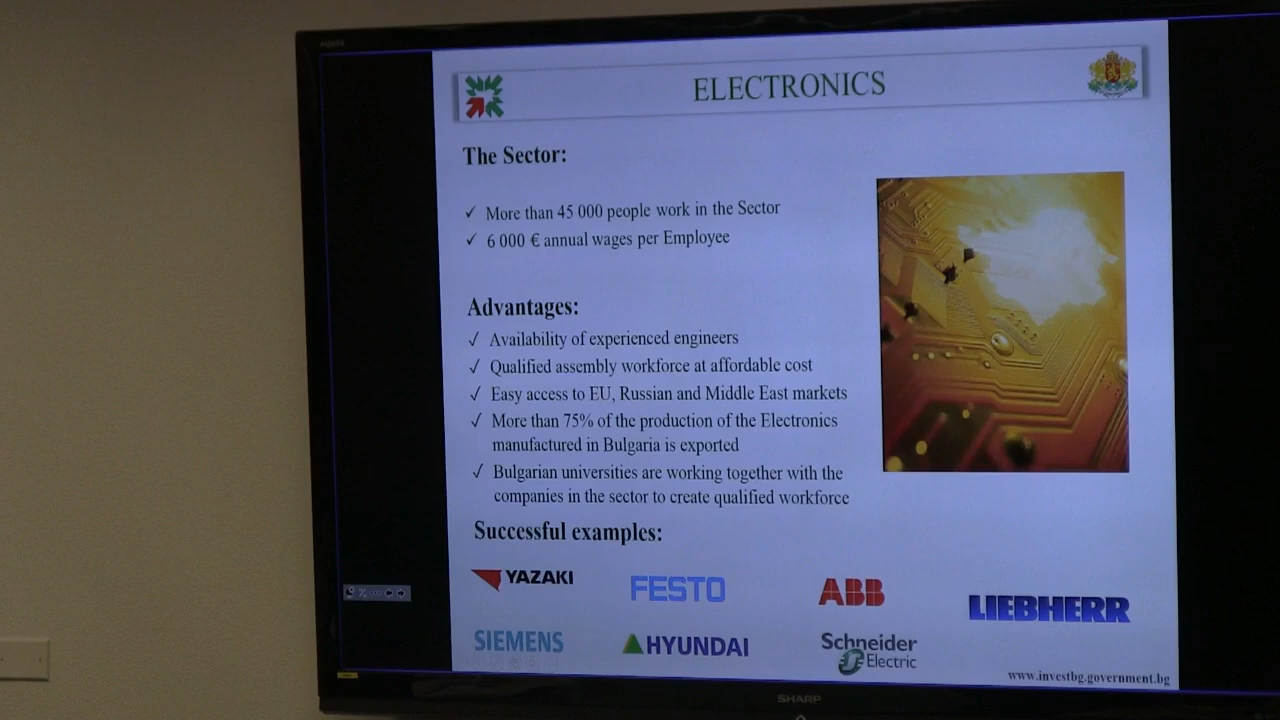 AQUOS
ELECTRONICS
The Sector:
✓ More than 45 000 people work in the Sector
✓ 6 000 € annual wages per Employee
Advantages:
✓ Availability of experienced engineers
✓ Qualified assembly workforce at affordable cost
✓ Easy access to EU, Russian and Middle East markets
✓ More than 75% of the production of the Electronics
manufactured in Bulgaria is exported
✓ Bulgarian universities are working together with the
companies in the sector to create qualified workforce
Successful examples:
YAZAKI
FESTO
ABB
LIEBHERR
SIEMENS
HYUNDAI
Schneider
Electric
www.investbg.government.bg
SHARP